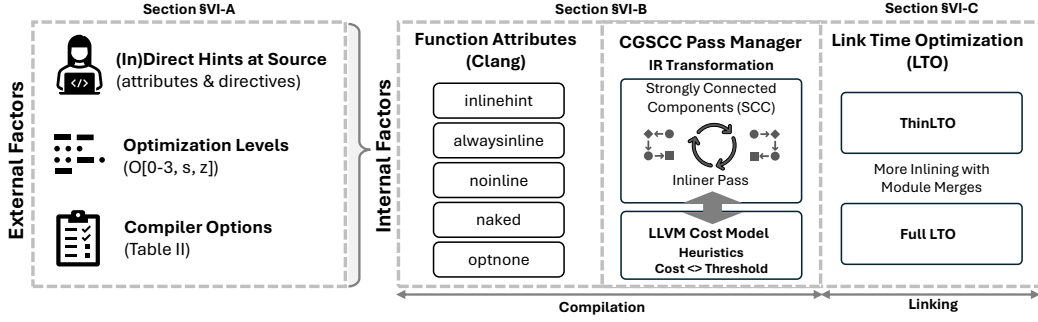 Section §VI-A
External Factors
</>
(In)Direct Hints at Source
(attributes & directives)
Optimization Levels
(O[0-3, s, z])
Compiler Options
(Table II)
Internal Factors
Section §VI-B
Function Attributes
(Clang)
inlinehint
alwaysinline
noinline
naked
optnone
CGSCC Pass Manager
IR Transformation
Strongly Connected
Components (SCC)
Inliner Pass
LLVM Cost Model
Heuristics
Cost <> Threshold
Compilation
Section §VI-C
Link Time Optimization
(LTO)
ThinLTO
More Inlining with
Module Merges
Full LTO
Linking